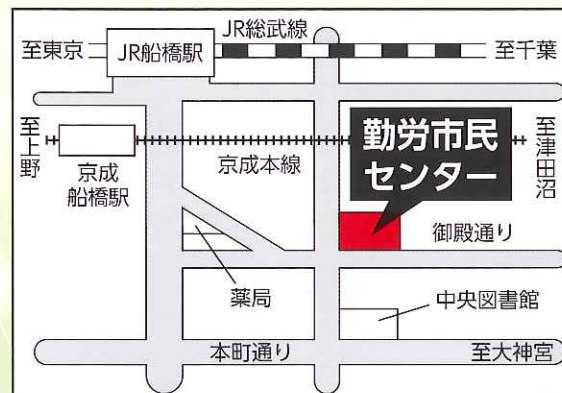 JR総武線
至東京
JR船橋駅
至千葉
至上野
京成
船橋駅
京成本線
勤労市民
センター
至津田沼
御殿通り
薬局
中央図書館
本町通り
至大神宮